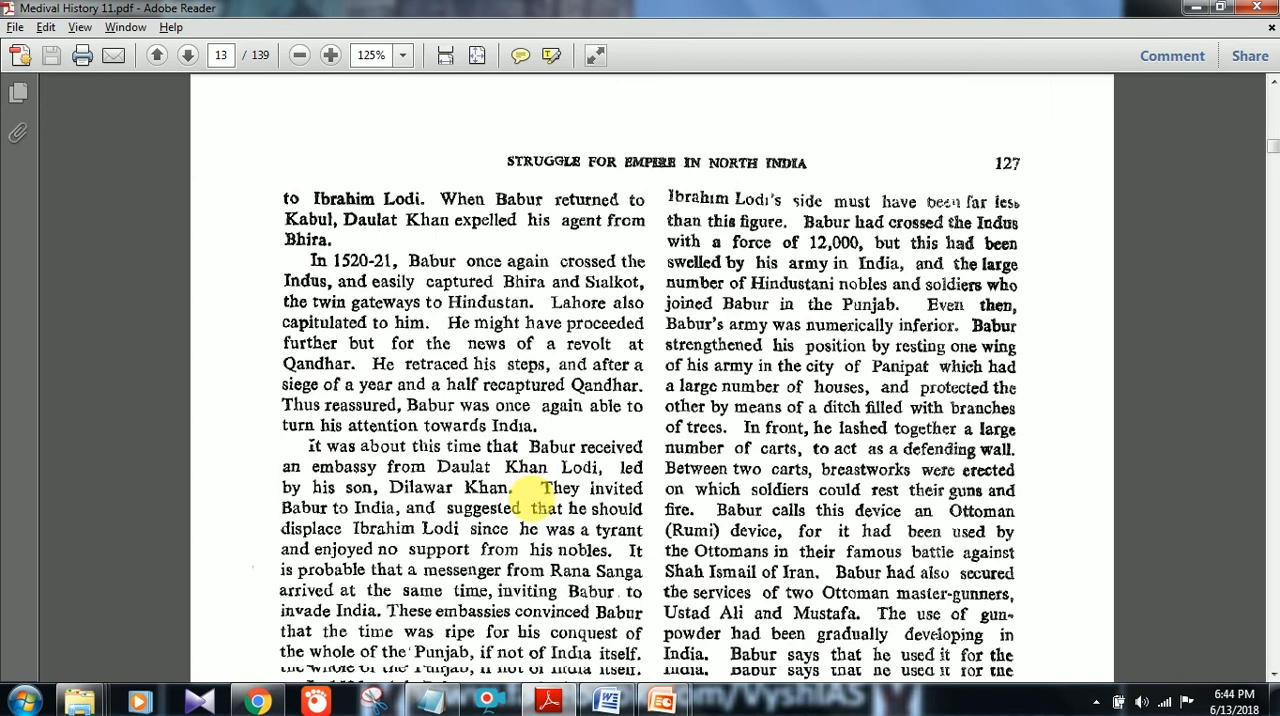 Medival History 11.pdf - Adobe Reader
File Edit View Window Help
13 / 139 125% Comment Share
STRUGGLE FOR EMPIRE IN NORTH INDIA 127
to Ibrahim Lodi. When Babur returned to
Kabul, Daulat Khan expelled his agent from
Bhira.
In 1520-21, Babur once again crossed the
Indus, and easily captured Bhira and Sialkot,
the twin gateways to Hindustan. Lahore also
capitulated to him. He might have proceeded
further but for the news of a revolt at
Qandhar. He retraced his steps, and after a
siege of a year and a half recaptured Qandhar.
Thus reassured, Babur was once again able to
turn his attention towards India.
It was about this time that Babur received
an embassy from Daulat Khan Lodi, led
by his son, Dilawar Khan. They invited
Babur to India, and suggested that he should
displace Ibrahim Lodi since he was a tyrant
and enjoyed no support from his nobles. It
is probable that a messenger from Rana Sanga
arrived at the same time, inviting Babur to
invade India. These embassies convinced Babur
that the time was ripe for his conquest of
the whole of the Punjab, if not of India itself.
the whole of the Punjab, if not of India itself.
Ibrahim Lodi's side must have been far less
than this figure. Babur had crossed the Indus
with a force of 12,000, but this had been
swelled by his army in India, and the large
number of Hindustani nobles and soldiers who
joined Babur in the Punjab. Even then,
Babur's army was numerically inferior. Babur
strengthened his position by resting one wing
of his army in the city of Panipat which had
a large number of houses, and protected the
other by means of a ditch filled with branches
of trees. In front, he lashed together a large
number of carts, to act as a defending wall.
Between two carts, breastworks were erected
on which soldiers could rest their guns and
fire. Babur calls this device an Ottoman
(Rumi) device, for it had been used by
the Ottomans in their famous battle against
Shah Ismail of Iran. Babur had also secured
the services of two Ottoman master-gunners,
Ustad Ali and Mustafa. The use of gun-
powder had been gradually developing in
India. Babur says that he used it for the
India. Babur says that he used it for the
6:44 PM
6/13/2018